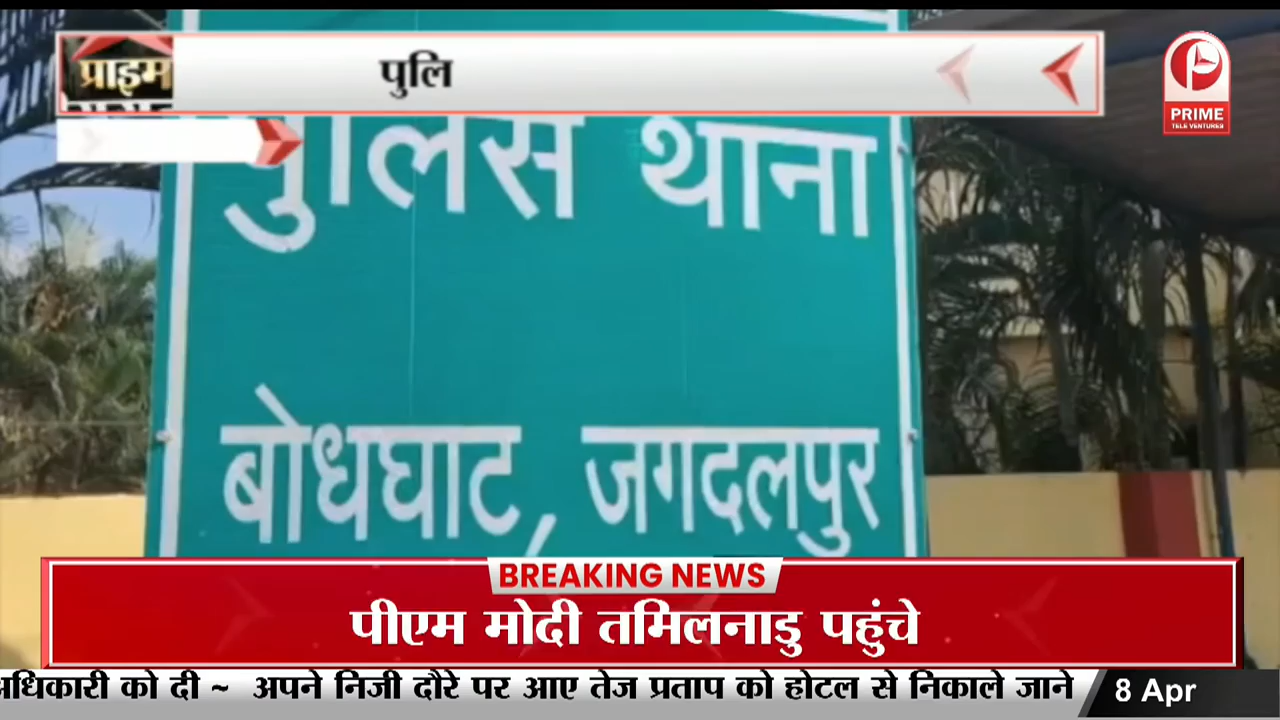 प्राइम
पुलि
PRIME
TELE VENTURES
पुलिस थाना
बोधघाट, जगदलपुर
BREAKING NEWS
पीएम मोदी तमिलनाडु पहुंचे
अधिकारी को दी ~ अपने निजी दौरे पर आए तेज प्रताप को होटल से निकाले जाने
8 Apr